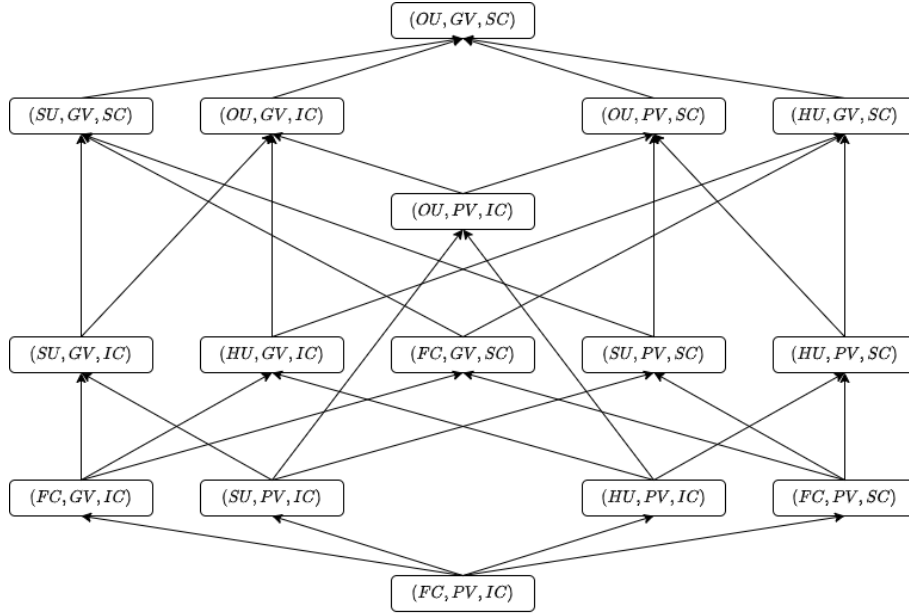 (OU, GV, SC)
(SU, GV, SC)
(OU, GV, IC)
(OU, PV, SC)
(HU, GV, SC)
(OU, PV, IC)
(SU, GV, IC)
(HU, GV, IC)
(FC, GV, SC)
(SU, PV, SC)
(HU, PV, SC)
(FC, GV, IC)
(SU, PV, IC)
(HU, PV, IC)
(FC, PV, SC)
(FC, PV, IC)